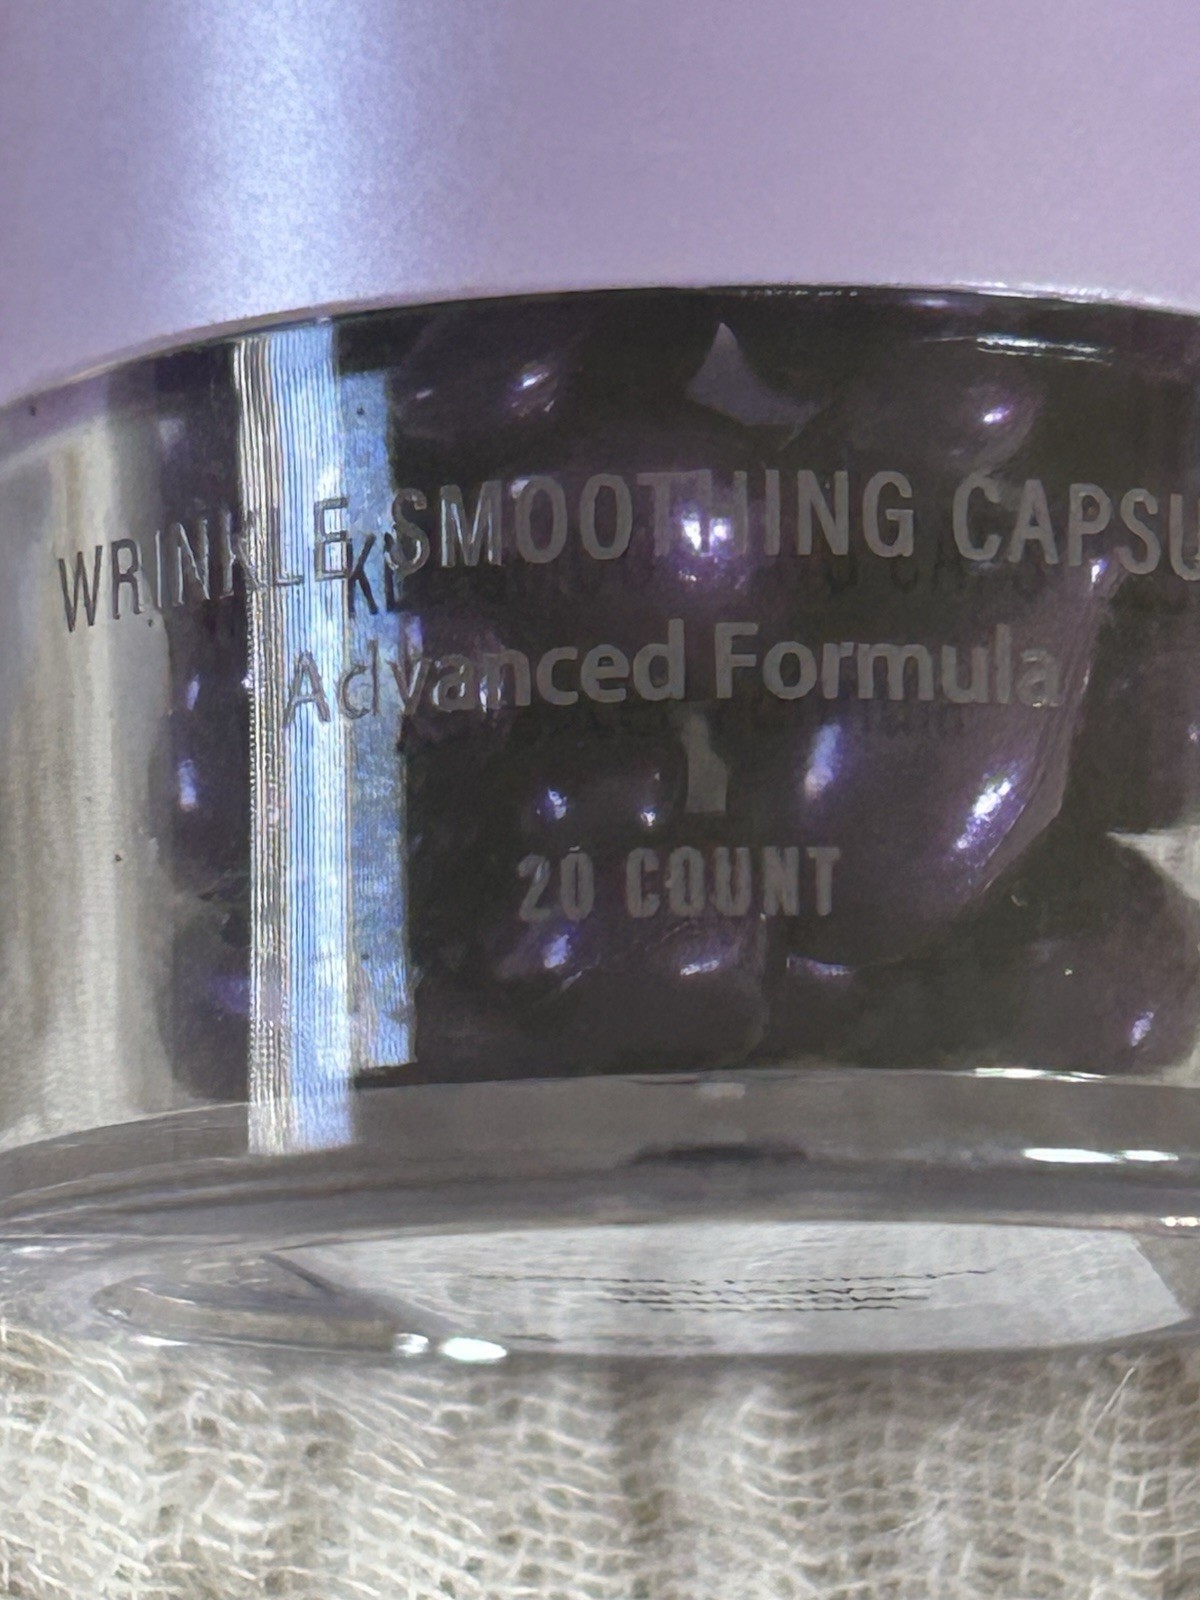 WRINKLE SMOOTHING CAPSU
Advanced Formula
20 COUNT